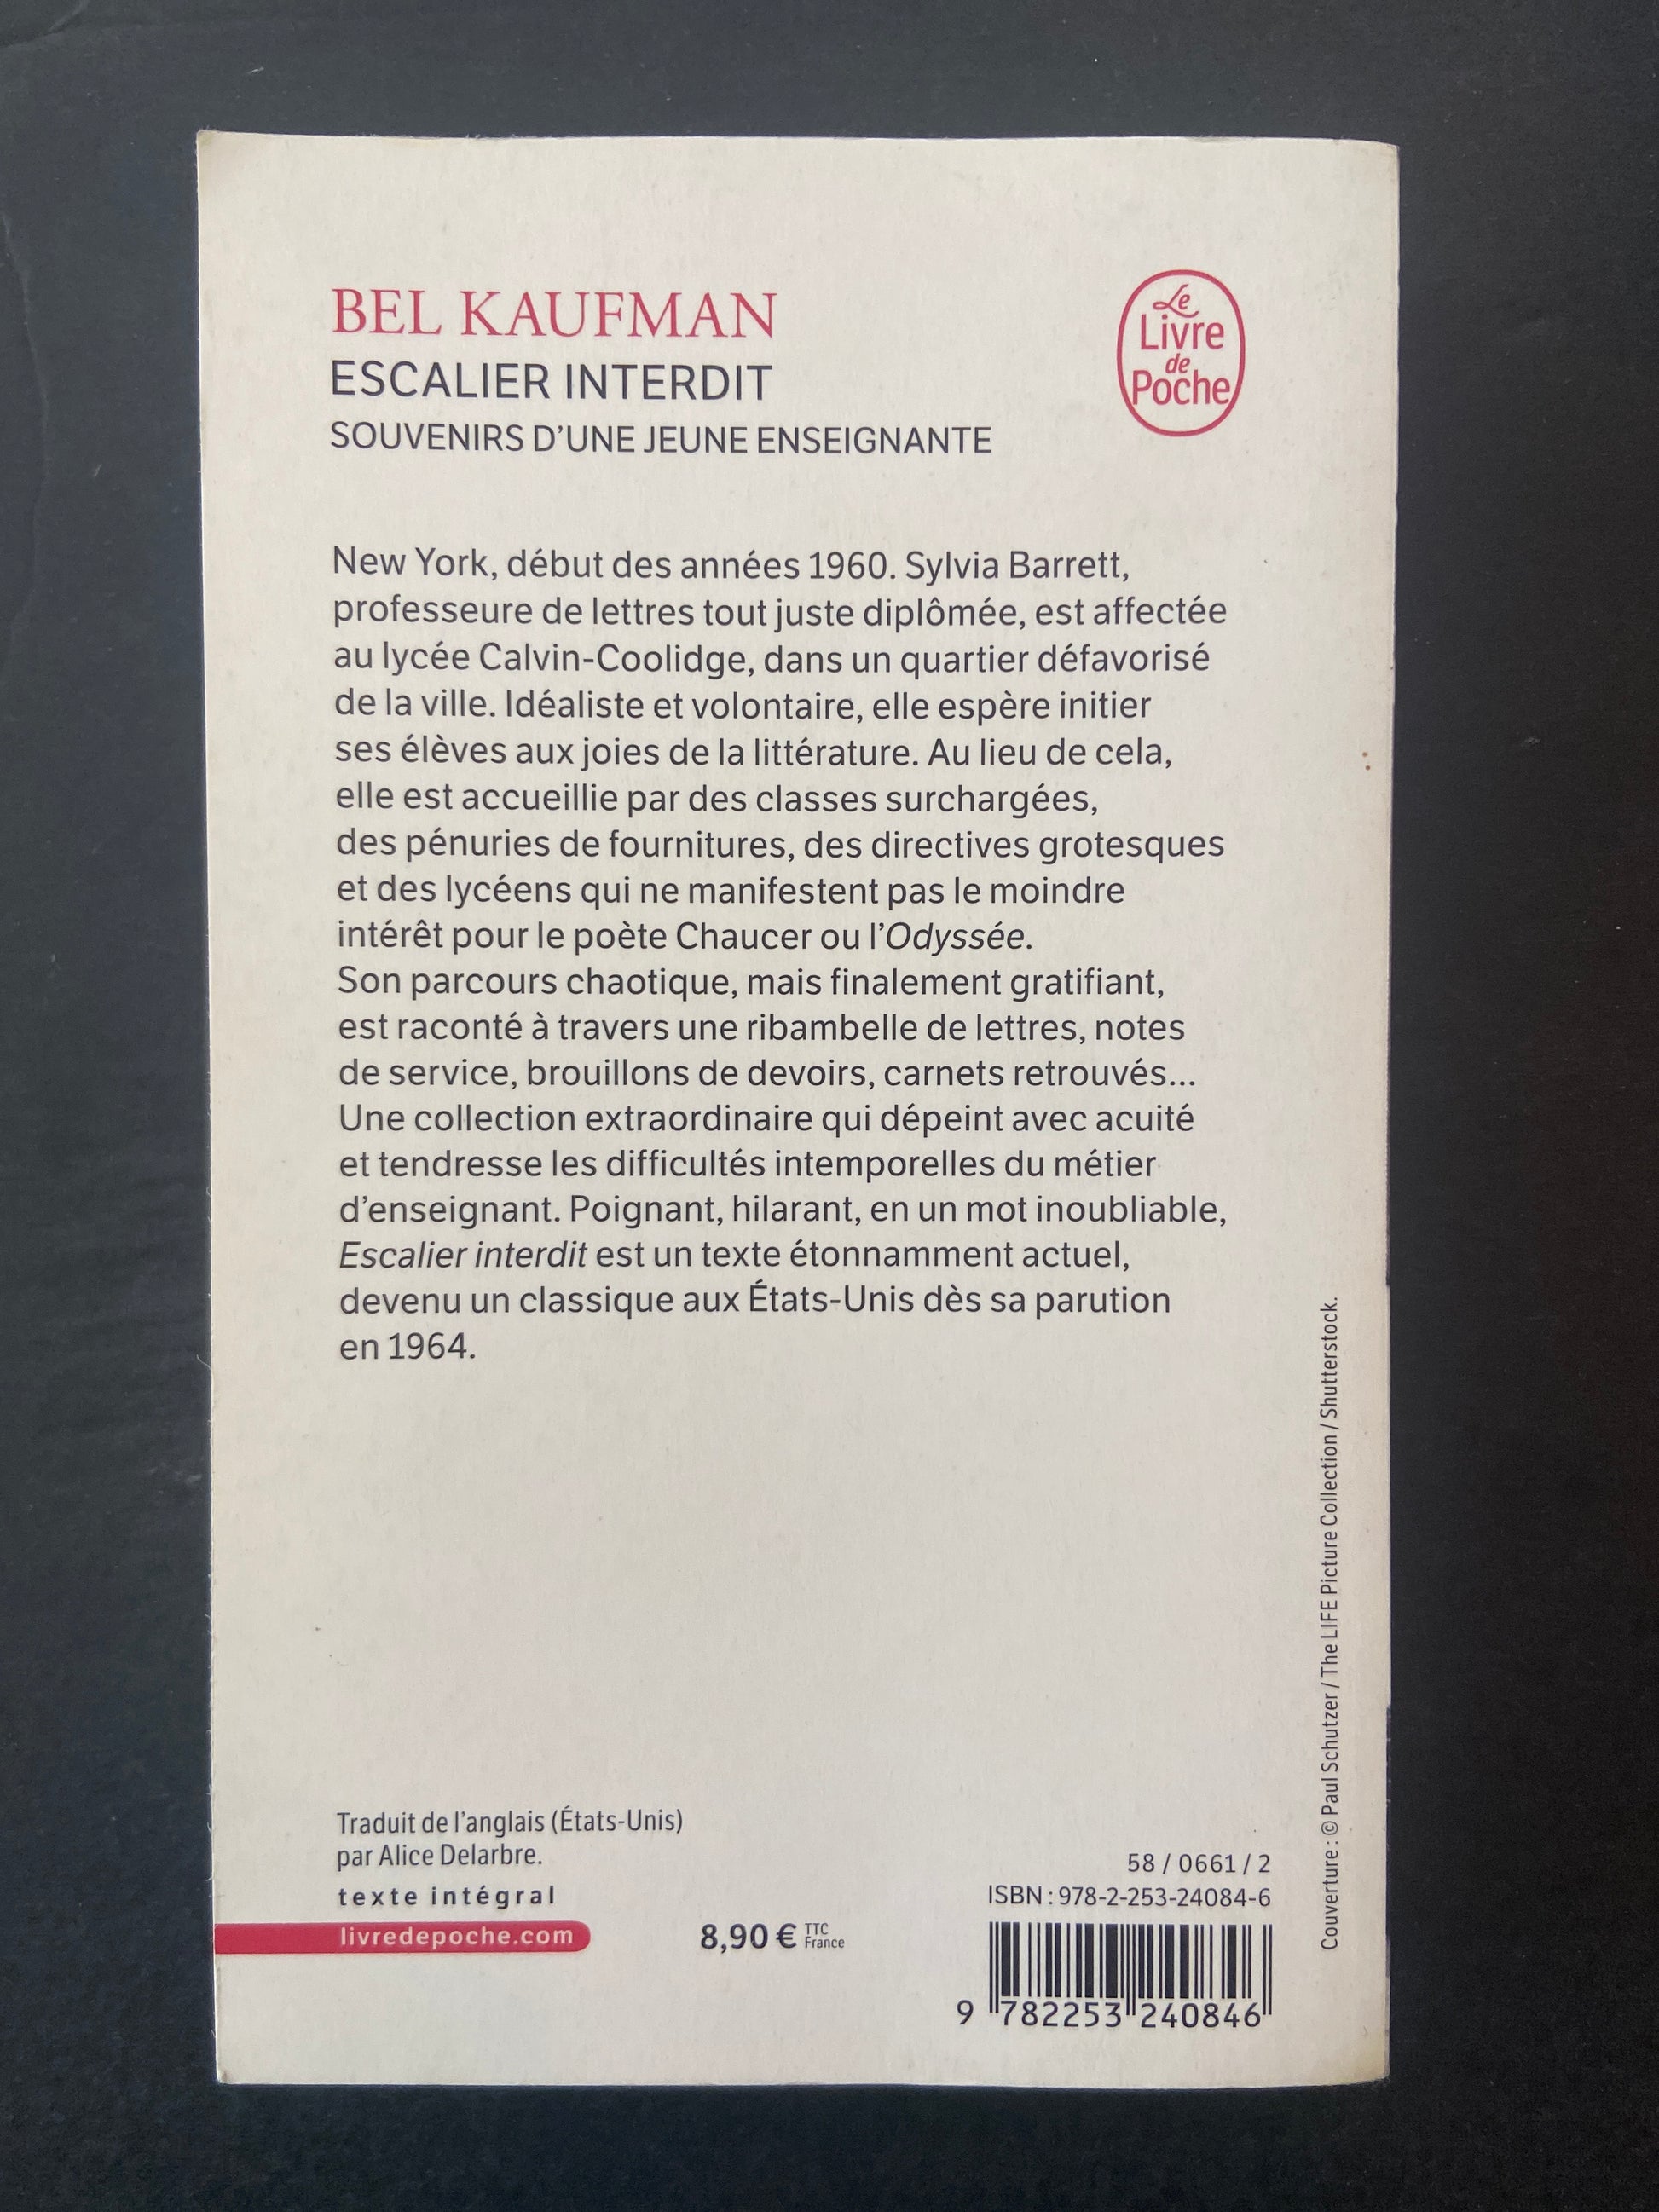 BEL KAUFMAN
ESCALIER INTERDIT
SOUVENIRS D'UNE JEUNE ENSEIGNANTE
Le
Livre
de
Poche
New York, début des années 1960. Sylvia Barrett,
professeure de lettres tout juste diplômée, est affectée
au lycée Calvin-Coolidge, dans un quartier défavorisé
de la ville. Idéaliste et volontaire, elle espère initier
ses élèves aux joies de la littérature. Au lieu de cela,
elle est accueillie par des classes surchargées,
des pénuries de fournitures, des directives grotesques
et des lycéens qui ne manifestent pas le moindre
intérêt pour le poète Chaucer ou l'Odyssée.
Son parcours chaotique, mais finalement gratifiant,
est raconté à travers une ribambelle de lettres, notes
de service, brouillons de devoirs, carnets retrouvés...
Une collection extraordinaire qui dépeint avec acuité
et tendresse les difficultés intemporelles du métier
d'enseignant. Poignant, hilarant, en un mot inoubliable,
Escalier interdit est un texte étonnamment actuel,
devenu un classique aux États-Unis dès sa parution
en 1964.
Couverture : © Paul Schutzer / The LIFE Picture Collection / Shutterstock.
Traduit de l'anglais (États-Unis)
par Alice Delarbre.
texte intégral
livredepoche.com
8,90 € TTC France
58 / 0661 / 2
ISBN : 978-2-253-24084-6
9 782253 240846